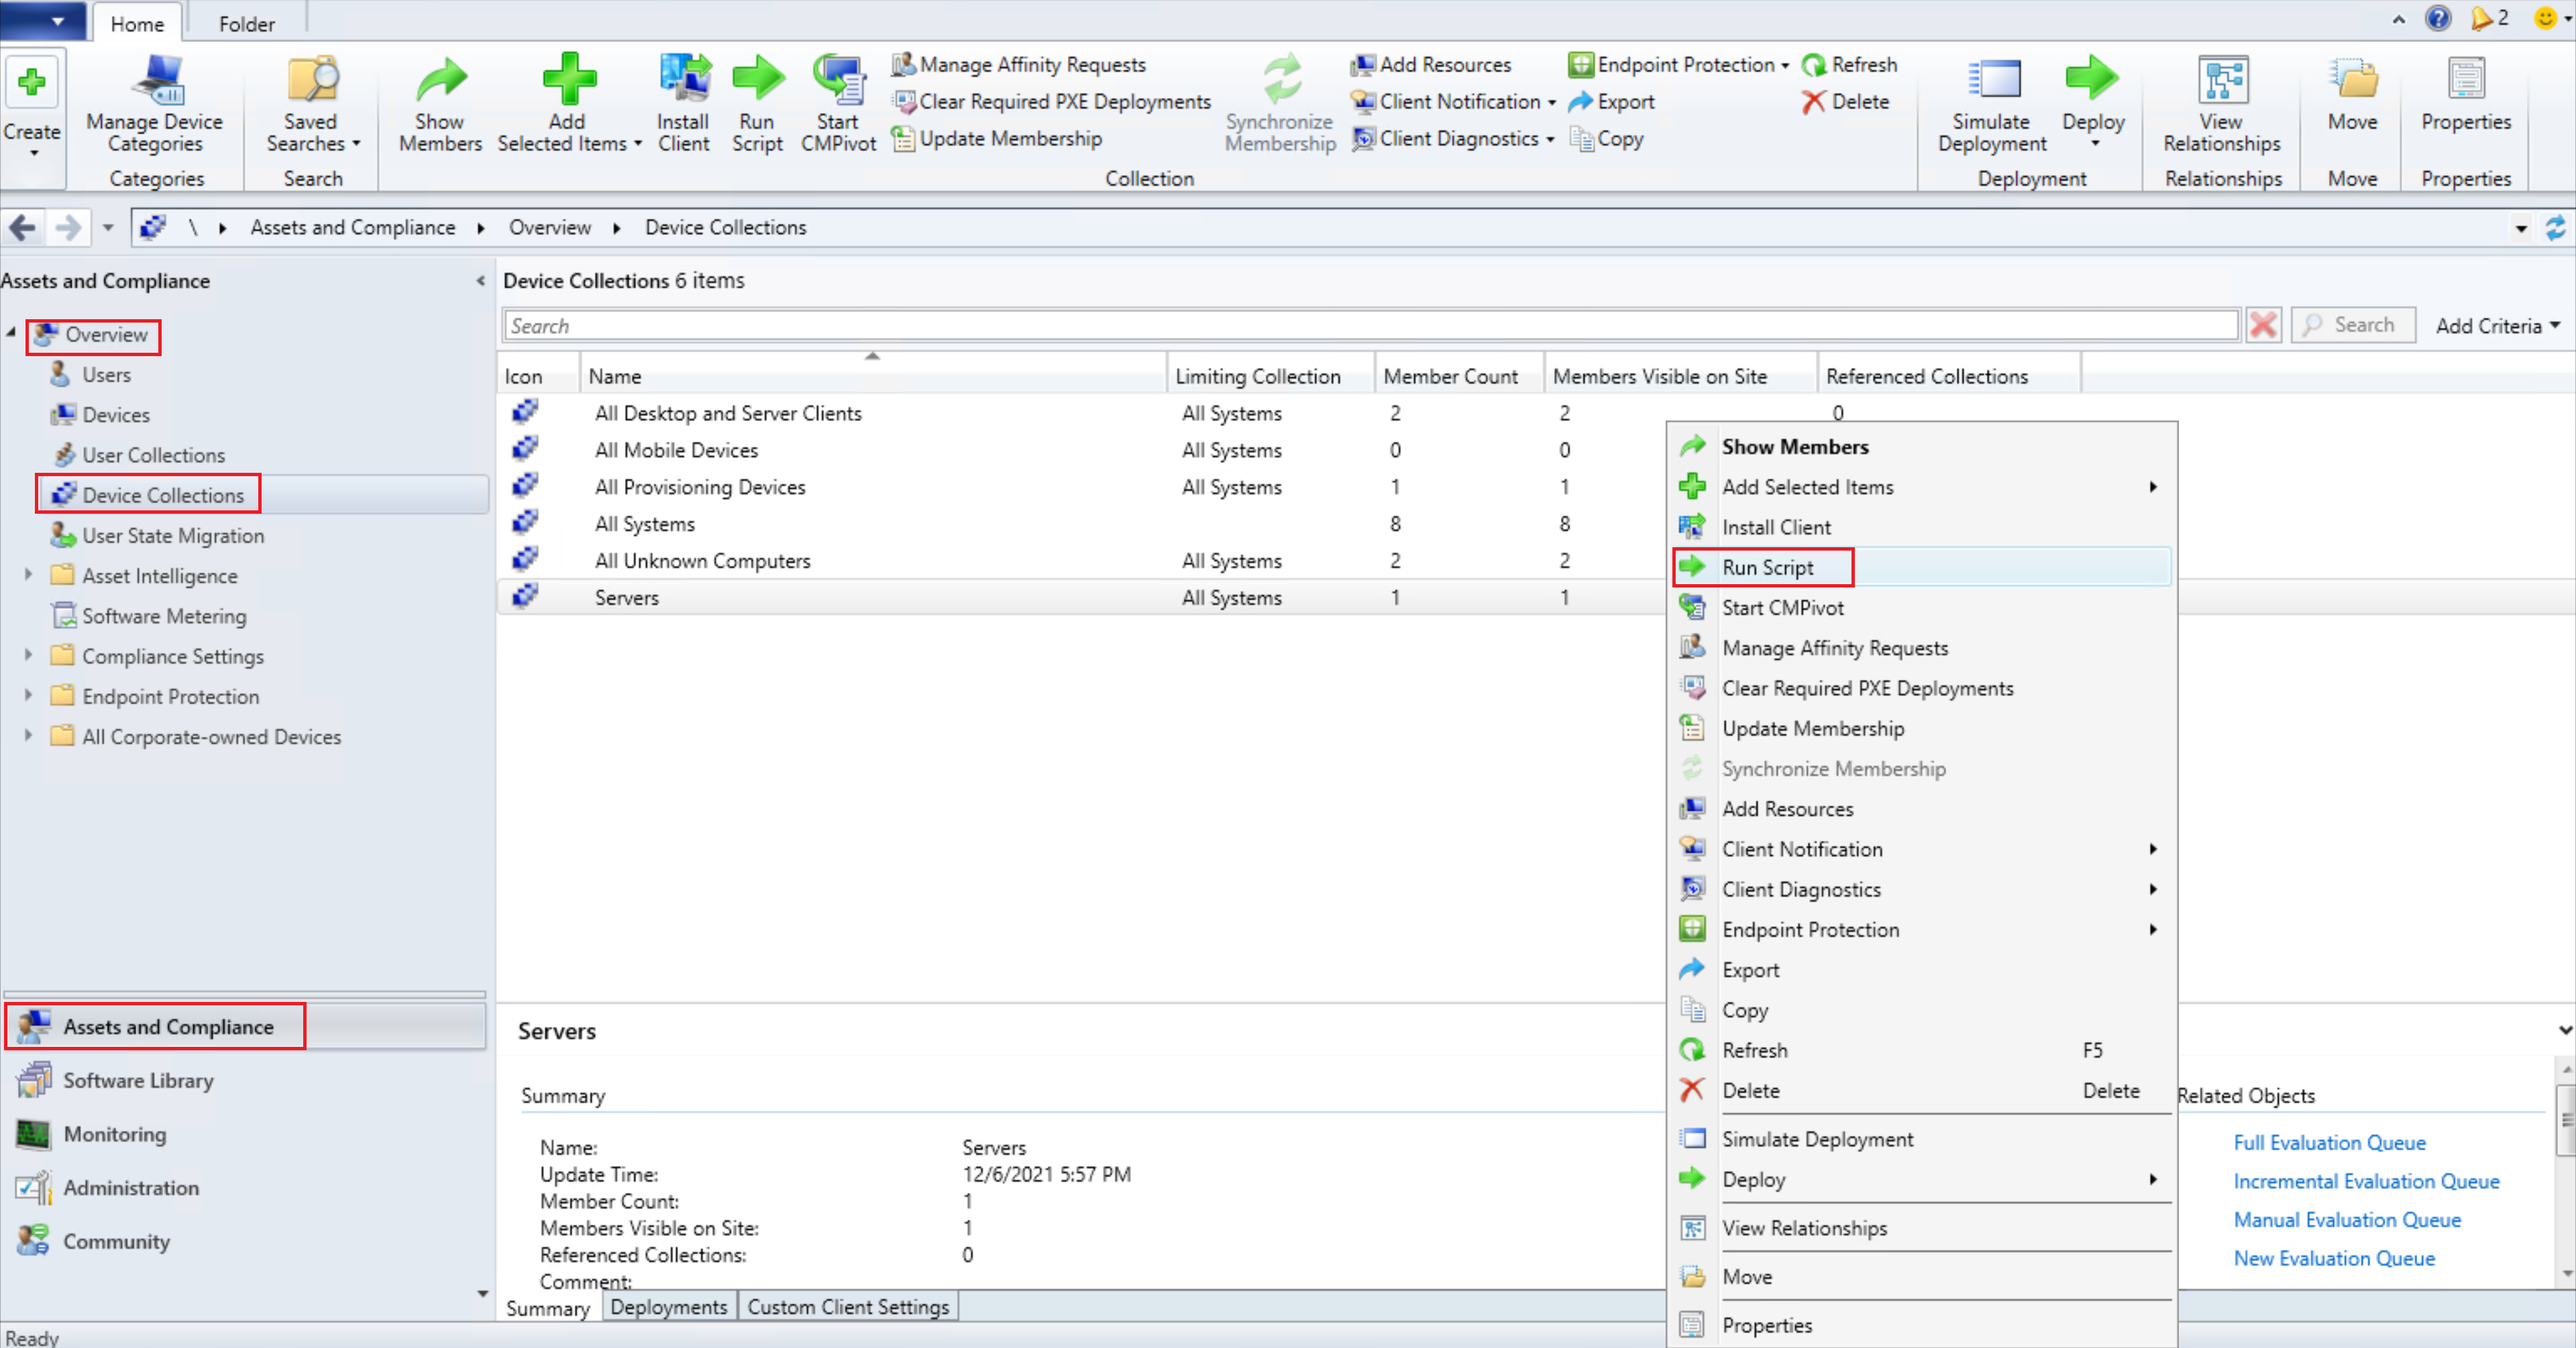 Home
Folder
2
Create
Manage Device Categories
Categories
Saved Searches
Search
Show Members
Add Selected Items
Install Client
Run Script
Start CMPivot
Manage Affinity Requests
Clear Required PXE Deployments
Update Membership
Synchronize Membership
Add Resources
Client Notification
Client Diagnostics
Endpoint Protection
Export
Copy
Refresh
Delete
Collection
Simulate Deployment
Deploy
Deployment
View Relationships
Relationships
Move
Move
Properties
Properties
\ Assets and Compliance Overview Device Collections
Assets and Compliance
Overview
Users
Devices
User Collections
Device Collections
User State Migration
Asset Intelligence
Software Metering
Compliance Settings
Endpoint Protection
All Corporate-owned Devices
Assets and Compliance
Software Library
Monitoring
Administration
Community
Device Collections 6 items
Search
Search
Add Criteria
Icon Name Limiting Collection Member Count Members Visible on Site Referenced Collections
All Desktop and Server Clients All Systems 2 2 0
All Mobile Devices All Systems 0 0
All Provisioning Devices All Systems 1 1
All Systems 8 8
All Unknown Computers All Systems 2 2
Servers All Systems 1 1
Show Members
Add Selected Items
Install Client
Run Script
Start CMPivot
Manage Affinity Requests
Clear Required PXE Deployments
Update Membership
Synchronize Membership
Add Resources
Client Notification
Client Diagnostics
Endpoint Protection
Export
Copy
Refresh F5
Delete Delete
Simulate Deployment
Deploy
View Relationships
Move
Properties
Servers
Summary
Name: Servers
Update Time: 12/6/2021 5:57 PM
Member Count: 1
Members Visible on Site: 1
Referenced Collections: 0
Comment:
Related Objects
Full Evaluation Queue
Incremental Evaluation Queue
Manual Evaluation Queue
New Evaluation Queue
Summary Deployments Custom Client Settings
Ready